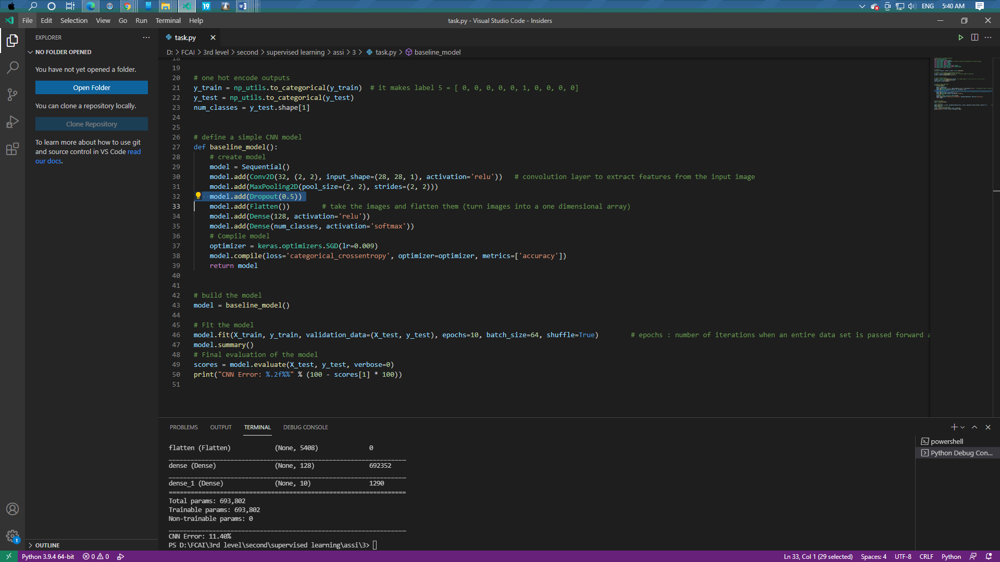 19
ENG
5:40 AM
File Edit Selection View Go Run Terminal Help
task.py - Visual Studio Code - Insiders
EXPLORER
NO FOLDER OPENED
You have not yet opened a folder.
Open Folder
You can clone a repository locally.
Clone Repository
To learn more about how to use git
and source control in VS Code read
our docs.
OUTLINE
task.py
D: > FCAI > 3rd level > second > supervised learning > assi > 3 > task.py > baseline_model
18
19
20 # one hot encode outputs
21 y_train = np_utils.to_categorical(y_train)  # it makes label 5 = [ 0, 0, 0, 0, 0, 1, 0, 0, 0, 0]
22 y_test = np_utils.to_categorical(y_test)
23 num_classes = y_test.shape[1]
24
25
26 # define a simple CNN model
27 def baseline_model():
28     # create model
29     model = Sequential()
30     model.add(Conv2D(32, (2, 2), input_shape=(28, 28, 1), activation='relu'))   # convolution layer to extract features from the input image
31     model.add(MaxPooling2D(pool_size=(2, 2), strides=(2, 2)))
32     model.add(Dropout(0.5))
33     model.add(Flatten())        # take the images and flatten them (turn images into a one dimensional array)
34     model.add(Dense(128, activation='relu'))
35     model.add(Dense(num_classes, activation='softmax'))
36     # Compile model
37     optimizer = keras.optimizers.SGD(lr=0.009)
38     model.compile(loss='categorical_crossentropy', optimizer=optimizer, metrics=['accuracy'])
39     return model
40
41
42 # build the model
43 model = baseline_model()
44
45 # Fit the model
46 model.fit(X_train, y_train, validation_data=(X_test, y_test), epochs=10, batch_size=64, shuffle=True)        # epochs : number of iterations when an entire data set is passed forward a
47 model.summary()
48 # Final evaluation of the model
49 scores = model.evaluate(X_test, y_test, verbose=0)
50 print("CNN Error: %.2f%%" % (100 - scores[1] * 100))
51
PROBLEMS OUTPUT TERMINAL DEBUG CONSOLE
flatten (Flatten)           (None, 5408)              0
dense (Dense)               (None, 128)               692352
dense_1 (Dense)             (None, 10)                1290
=================================================================
Total params: 693,802
Trainable params: 693,802
Non-trainable params: 0
CNN Error: 11.40%
PS D:\FCAI\3rd level\second\supervised learning\assi\3>
powershell
Python Debug Con...
1
Python 3.9.4 64-bit
0 0
Ln 33, Col 1 (29 selected)
Spaces: 4
UTF-8
CRLF
Python